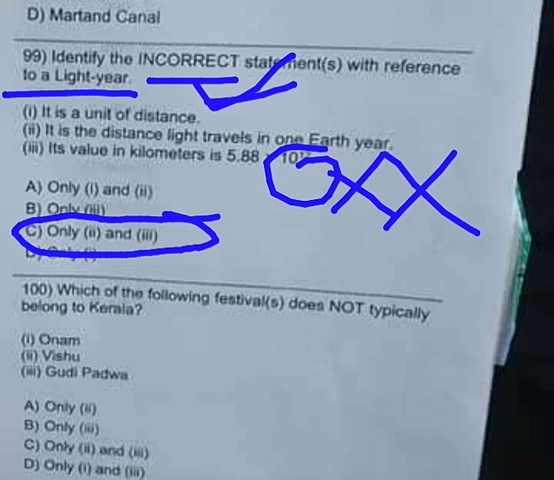 D) Martand Canal
99) Identify the INCORRECT statement(s) with reference
to a Light-year.
(i) It is a unit of distance.
(ii) It is the distance light travels in one Earth year.
(iii) Its value in kilometers is 5.88
A) Only (i) and (ii)
B) Only (iii)
C) Only (ii) and (iii)
D) Only (i)
100) Which of the following festival(s) does NOT typically
belong to Kerala?
(i) Onam
(ii) Vishu
(iii) Gudi Padwa
A) Only (ii)
B) Only (iii)
C) Only (ii) and (iii)
D) Only (i) and (iii)